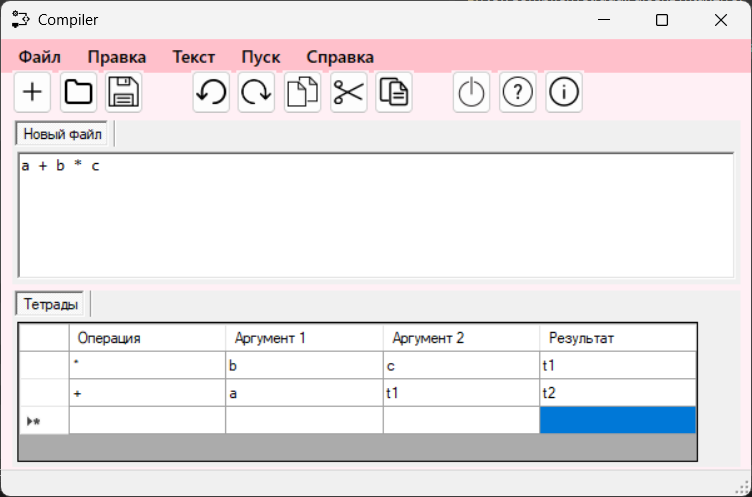 Compiler
Файл Правка Текст Пуск Справка
Новый файл
a + b * c
Тетрады
Операция Аргумент 1 Аргумент 2 Результат
* b c t1
+ a t1 t2